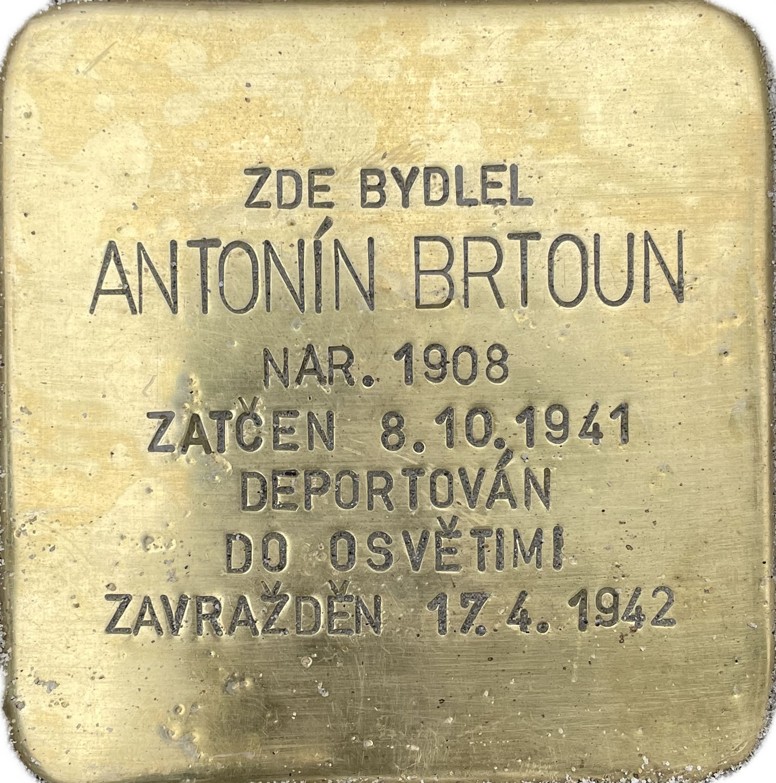 ZDE BYDLEL
ANTONÍN BRTOUN
NAR. 1908
ZATČEN 8.10.1941
DEPORTOVÁN
DO OSVĚTIMI
ZAVRAŽDĚN 17.4.1942